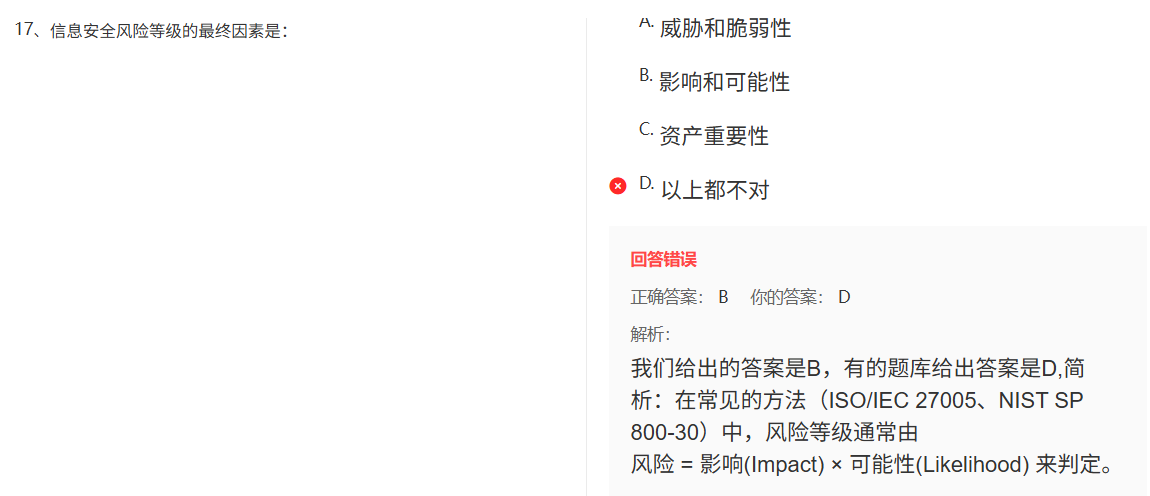 17、信息安全风险等级的最终因素是：
A. 威胁和脆弱性
B. 影响和可能性
C. 资产重要性
D. 以上都不对
回答错误
正确答案： B 你的答案： D
解析：
我们给出的答案是B，有的题库给出答案是D,简
析：在常见的方法（ISO/IEC 27005、NIST SP
800-30）中，风险等级通常由
风险 = 影响(Impact) × 可能性(Likelihood) 来判定。